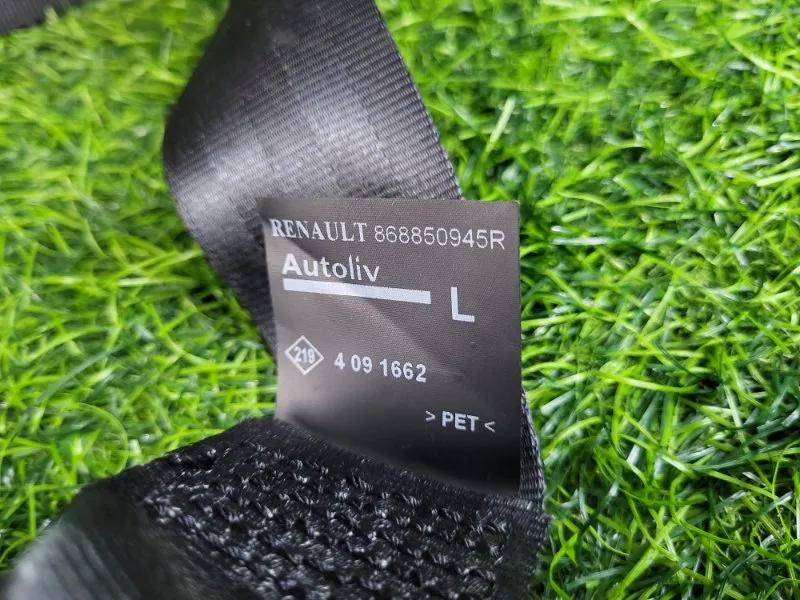 RENAULT 868850945R
Autoliv
L
219 4 09 1662
> PET <